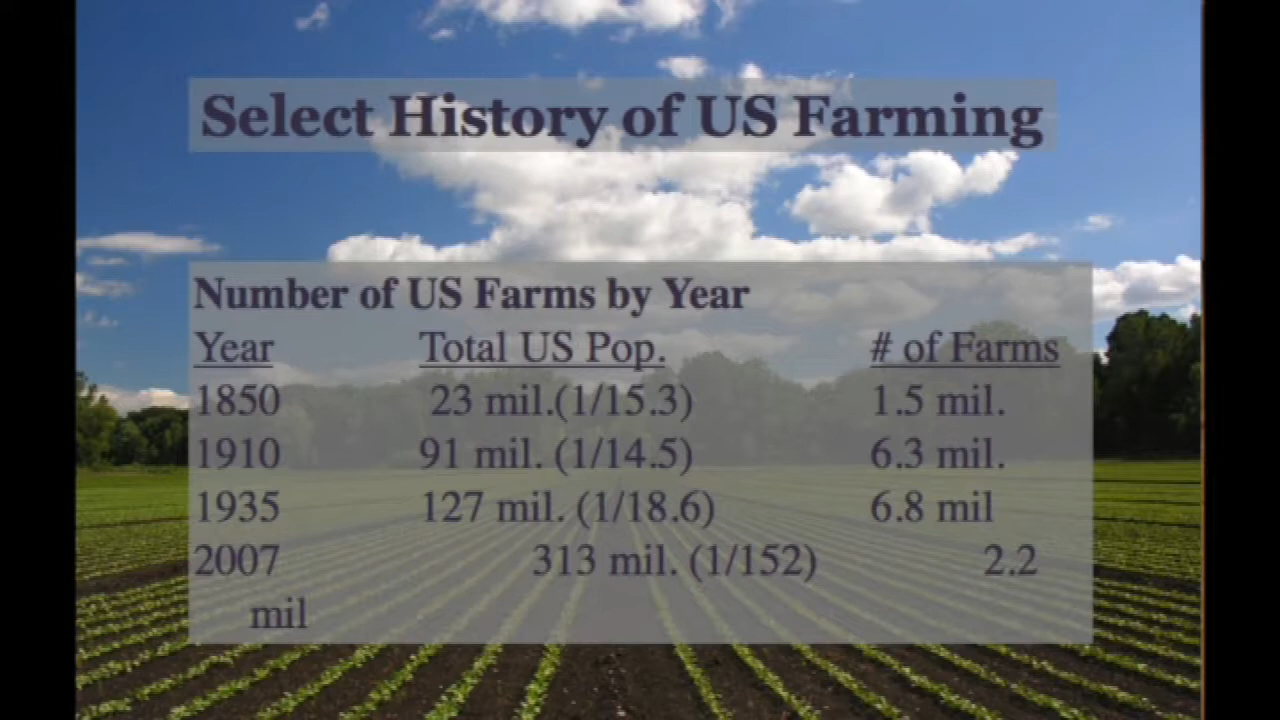 Select History of US Farming
Number of US Farms by Year
Year Total US Pop. # of Farms
1850 23 mil.(1/15.3) 1.5 mil.
1910 91 mil. (1/14.5) 6.3 mil.
1935 127 mil. (1/18.6) 6.8 mil
2007 313 mil. (1/152) 2.2
mil